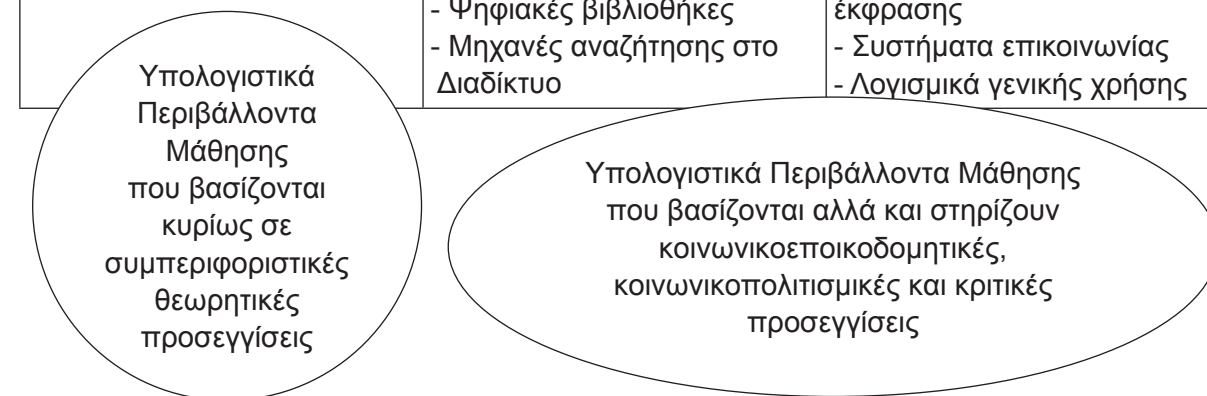 - Ψηφιακές βιβλιοθήκες
- Μηχανές αναζήτησης στο
Διαδίκτυο
έκφρασης
- Συστήματα επικοινωνίας
- Λογισμικά γενικής χρήσης
Υπολογιστικά
Περιβάλλοντα
Μάθησης
που βασίζονται
κυρίως σε
συμπεριφοριστικές
θεωρητικές
προσεγγίσεις
Υπολογιστικά Περιβάλλοντα Μάθησης
που βασίζονται αλλά και στηρίζουν
κοινωνικοεποικοδομητικές,
κοινωνικοπολιτισμικές και κριτικές
προσεγγίσεις